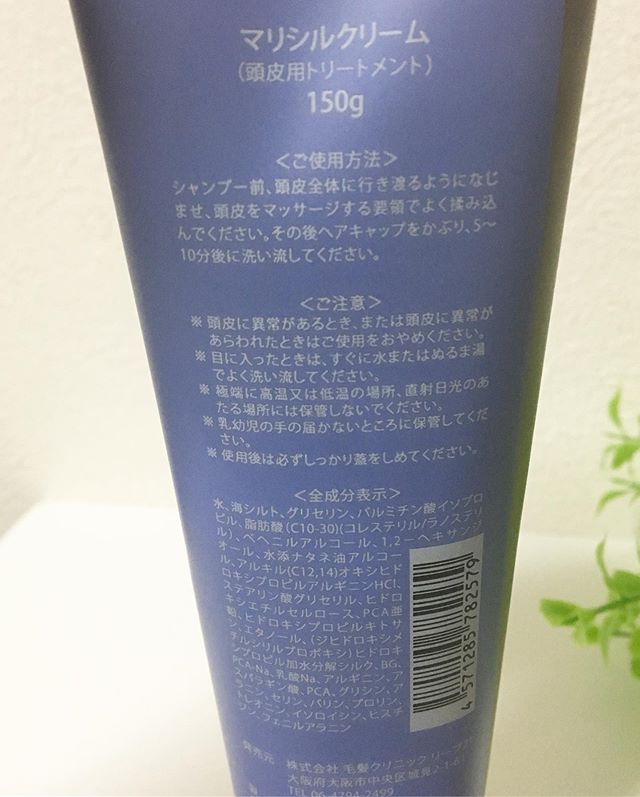 マリシルクリーム
(頭皮用トリートメント)
150g
＜ご使用方法＞
シャンプー前、頭皮全体に行き渡るようになじ
ませ、頭皮をマッサージする要領でよく揉み込
んでください。その後ヘアキャップをかぶり、5〜
10分後に洗い流してください。
＜ご注意＞
※ 頭皮に異常があるとき、または頭皮に異常が
あらわれたときはご使用をおやめください。
※ 目に入ったときは、すぐに水またはぬるま湯
でよく洗い流してください。
※ 極端に高温又は低温の場所、直射日光のあ
たる場所には保管しないでください。
※ 乳幼児の手の届かないところに保管してくだ
さい。
※ 使用後は必ずしっかり蓋をしめてください。
＜全成分表示＞
水、海シルト、グリセリン、パルミチン酸イソプロ
ピル、脂肪酸(C10-30)(コレステリル/ラノステリ
ル)、ベヘニルアルコール、1,2-ヘキサンジ
オール、水添ナタネ油アルコー
ル、アルキル(C12,14)オキシヒド
ロキシプロピルアルギニンHCl、
ステアリン酸グリセリル、ヒドロ
キシエチルセルロース、PCA亜
鉛、ヒドロキシプロピルキトサ
ン、エタノール、(ジヒドロキシメ
チルシリルプロポキシ)ヒドロキ
シプロピル加水分解シルク、BG、
PCA-Na、乳酸Na、アルギニン、ア
スパラギン酸、PCA、グリシン、ア
ラニン、セリン、バリン、プロリン、
トレオニン、イソロイシン、ヒスチ
ジン、フェニルアラニン
4 571285 782579
発売元 株式会社 毛髪クリニック リーブ
大阪府大阪市中央区城見2-1-61
TEL 06-4794-2499